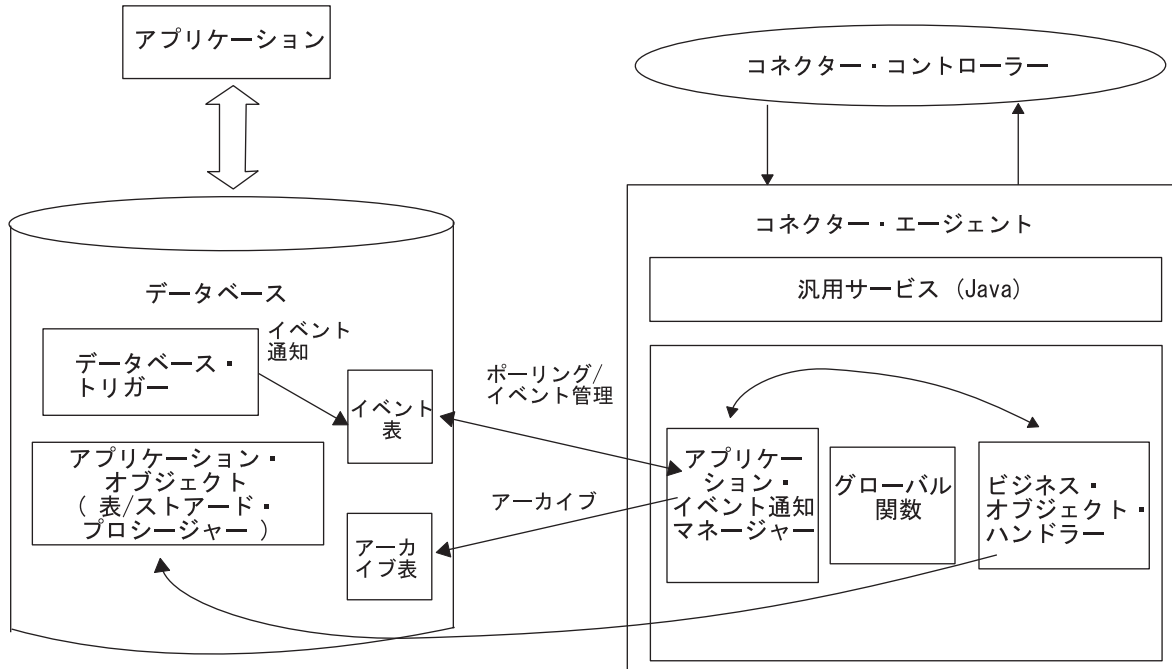 アプリケーション
コネクター・コントローラー
コネクター・エージェント
汎用サービス (Java)
データベース
イベント
通知
データベース・
トリガー
イベント
表
アプリケーション・
オブジェクト
( 表/ストアード・
プロシージャー )
アーカ
イブ表
ポーリング/
イベント管理
アーカイブ
アプリケー
ション・
イベント通知
マネージャー
グローバル
関数
ビジネス・
オブジェクト・
ハンドラー